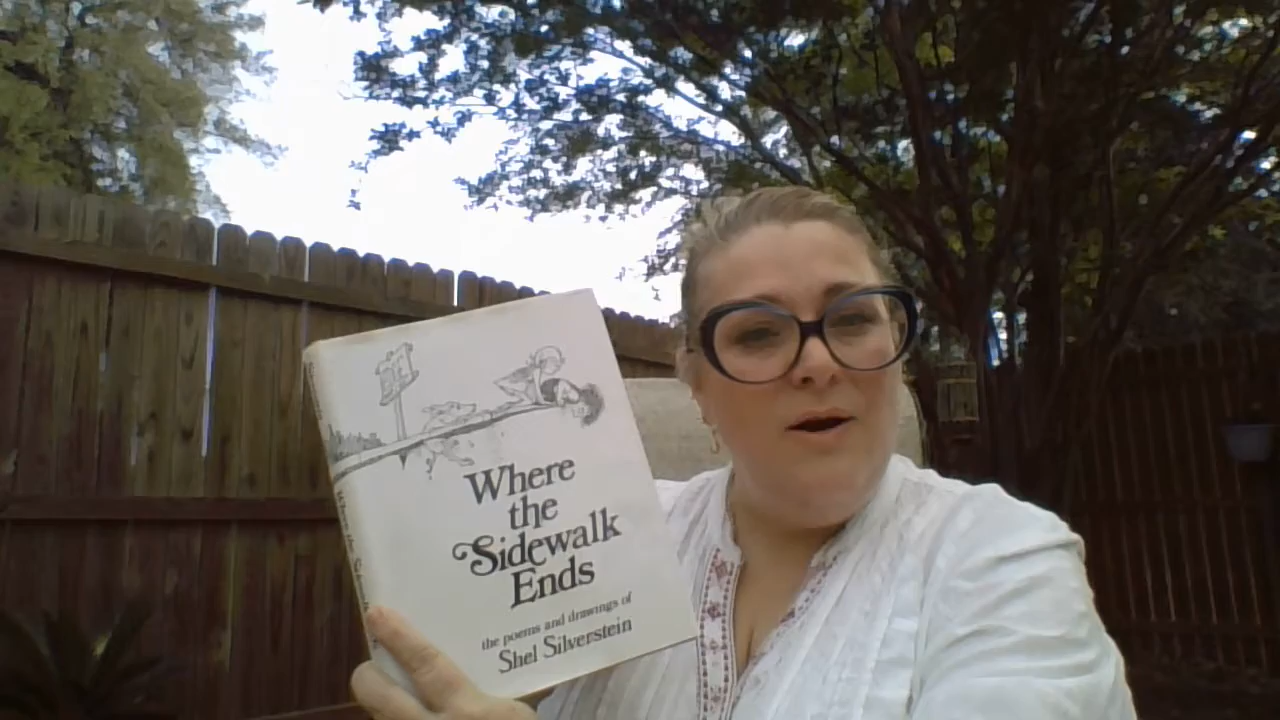 Where
the
Sidewalk
Ends
the poems and drawings of
Shel Silverstein